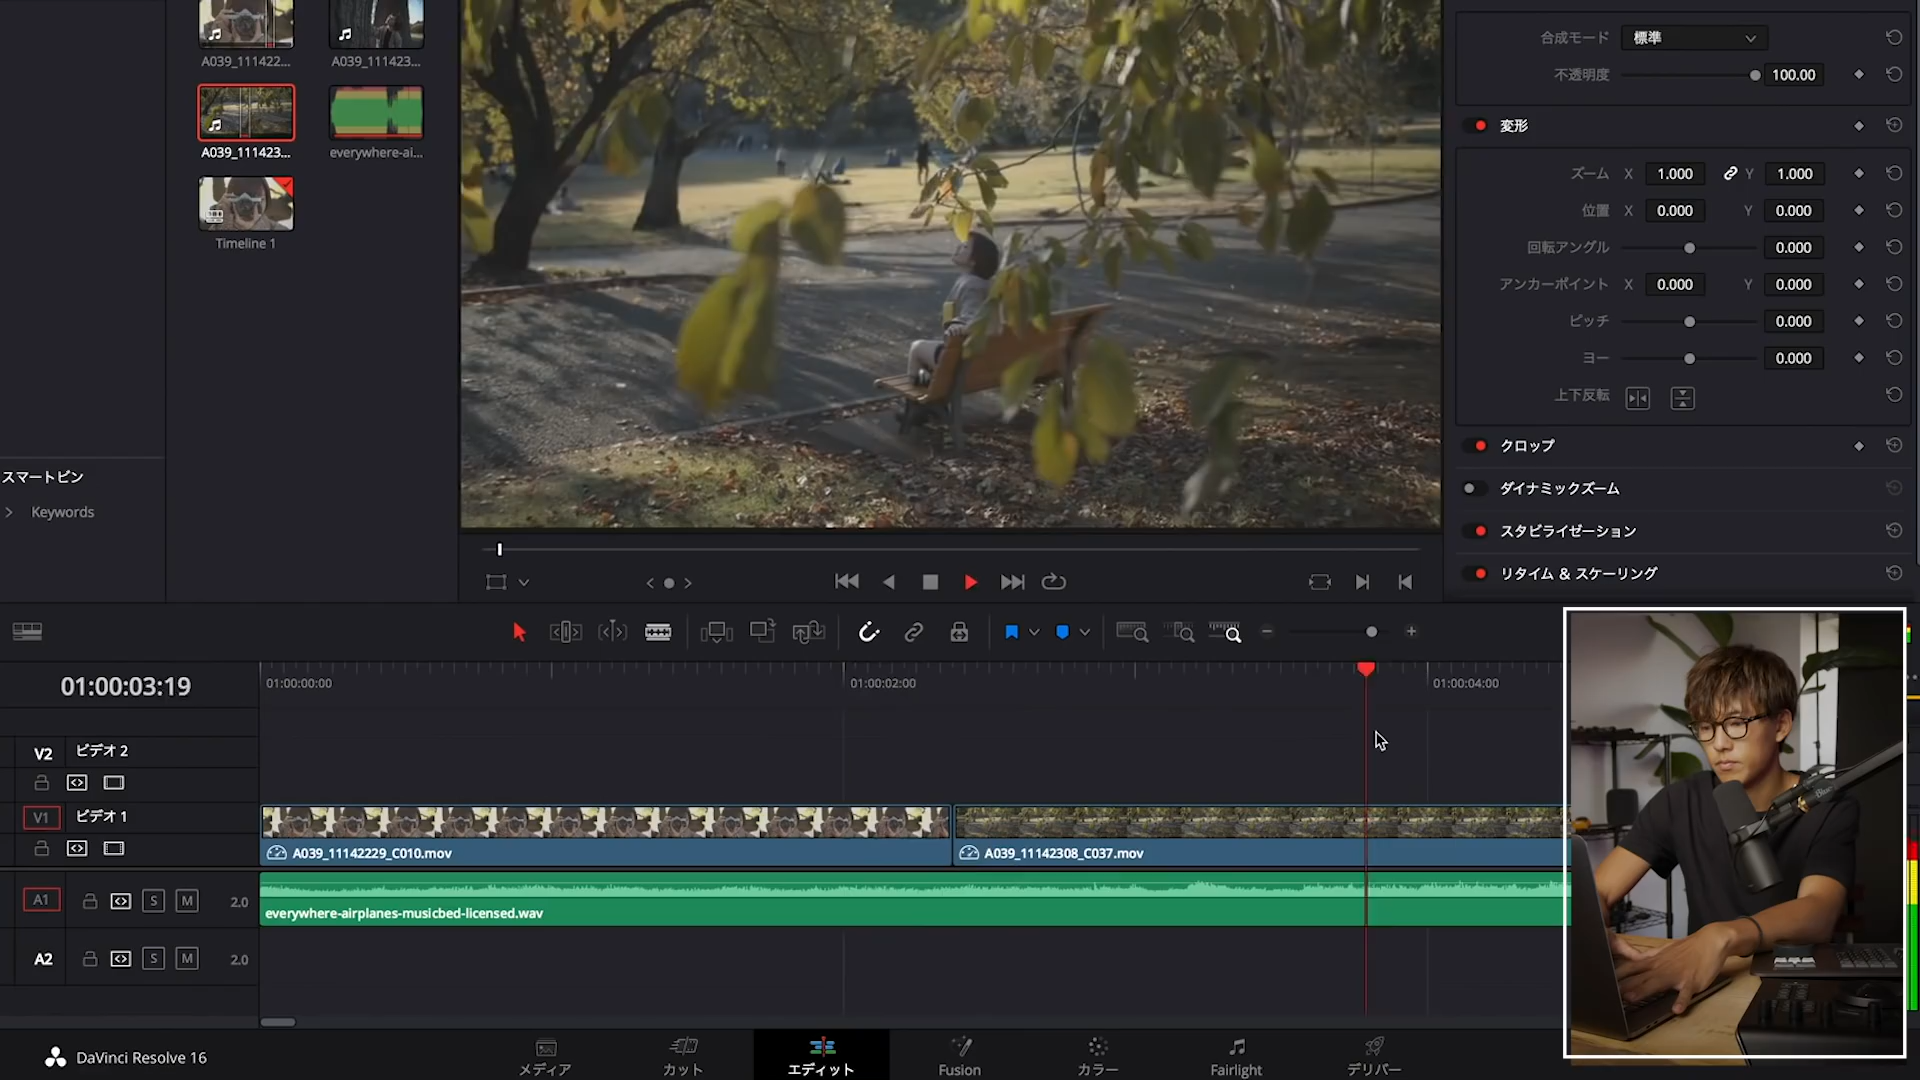 A039_111422...
A039_111423...
A039_111423...
everywhere-ai...
Timeline 1
スマートビン
Keywords
合成モード 標準
不透明度 100.00
変形
ズーム X 1.000 Y 1.000
位置 X 0.000 Y 0.000
回転アングル 0.000
アンカーポイント X 0.000 Y 0.000
ピッチ 0.000
ヨー 0.000
上下反転
クロップ
ダイナミックズーム
スタビライゼーション
リタイム & スケーリング
01:00:03:19
01:00:00:00
01:00:02:00
01:00:04:00
V2 ビデオ 2
V1 ビデオ 1
A039_11142229_C010.mov
A039_11142308_C037.mov
A1 S M 2.0
everywhere-airplanes-musicbed-licensed.wav
A2 S M 2.0
DaVinci Resolve 16
メディア
カット
エディット
Fusion
カラー
Fairlight
デリバー
Blue